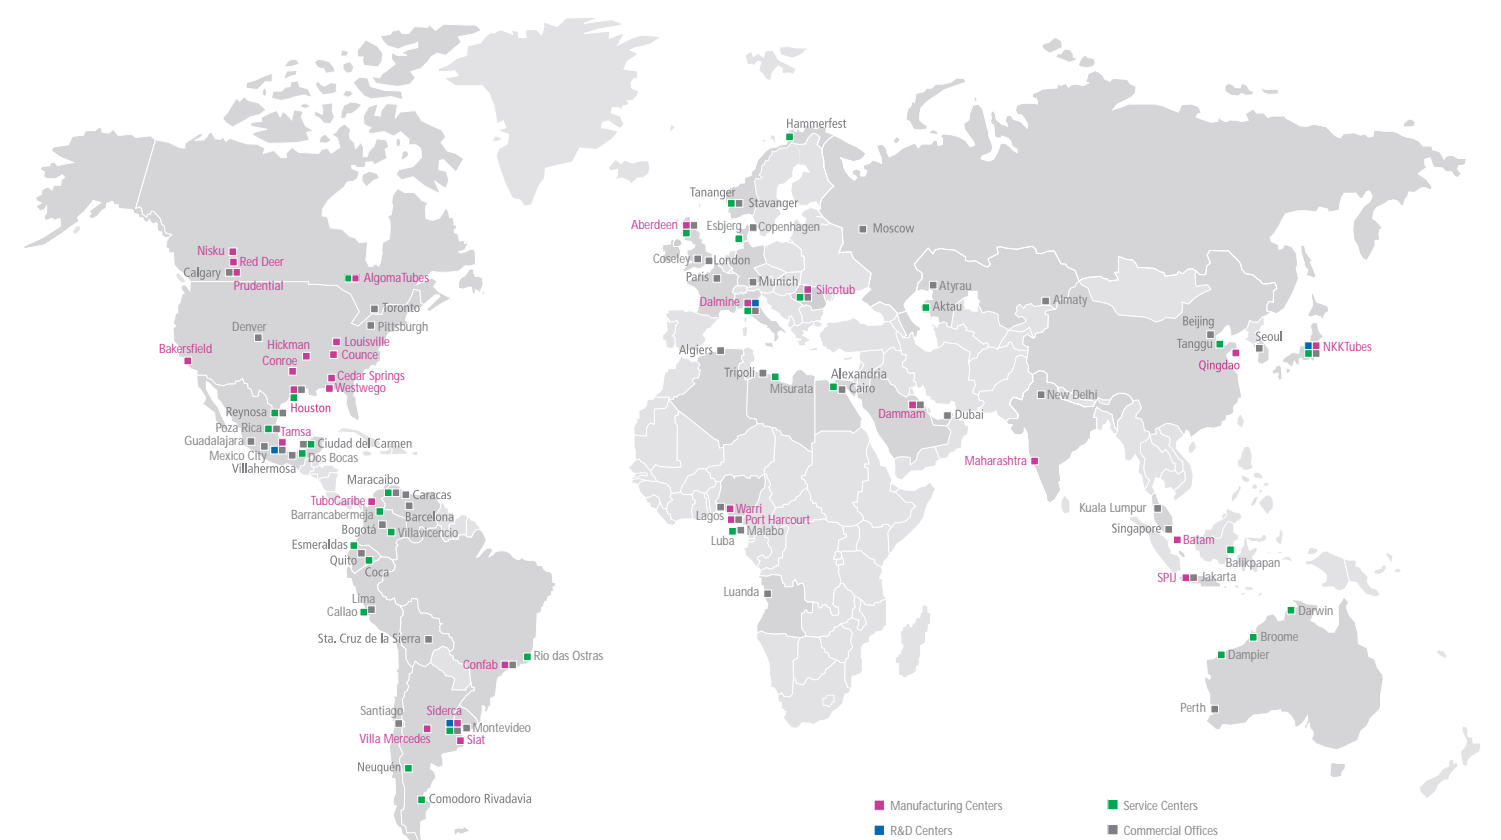 Hammerfest
Tananger
Stavanger
Aberdeen
Esbjerg
Copenhagen
Moscow
Coseley
London
Paris
Munich
Silcotub
Dalmine
Atyrau
Aktau
Almaty
Nisku
Red Deer
Calgary
Prudential
AlgomaTubes
Toronto
Pittsburgh
Denver
Bakersfield
Hickman
Conroe
Louisville
Counce
Cedar Springs
Westwego
Houston
Reynosa
Poza Rica
Tamsa
Guadalajara
Mexico City
Villahermosa
Ciudad del Carmen
Dos Bocas
Algiers
Tripoli
Misurata
Alexandria
Cairo
Dammam
Dubai
New Delhi
Maharashtra
Beijing
Tanggu
Seoul
Qingdao
NKKTubes
Maracaibo
Caracas
TuboCaribe
Barcelona
Barrancabermeja
Bogotá
Villavicencio
Esmeraldas
Quito
Coca
Lima
Callao
Sta. Cruz de la Sierra
Rio das Ostras
Confab
Santiago
Siderca
Montevideo
Villa Mercedes
Siat
Neuquén
Comodoro Rivadavia
Lagos
Warri
Port Harcourt
Malabo
Luba
Luanda
Kuala Lumpur
Singapore
Batam
Balikpapan
SPIJ
Jakarta
Darwin
Broome
Dampier
Perth
Manufacturing Centers
Service Centers
R&D Centers
Commercial Offices